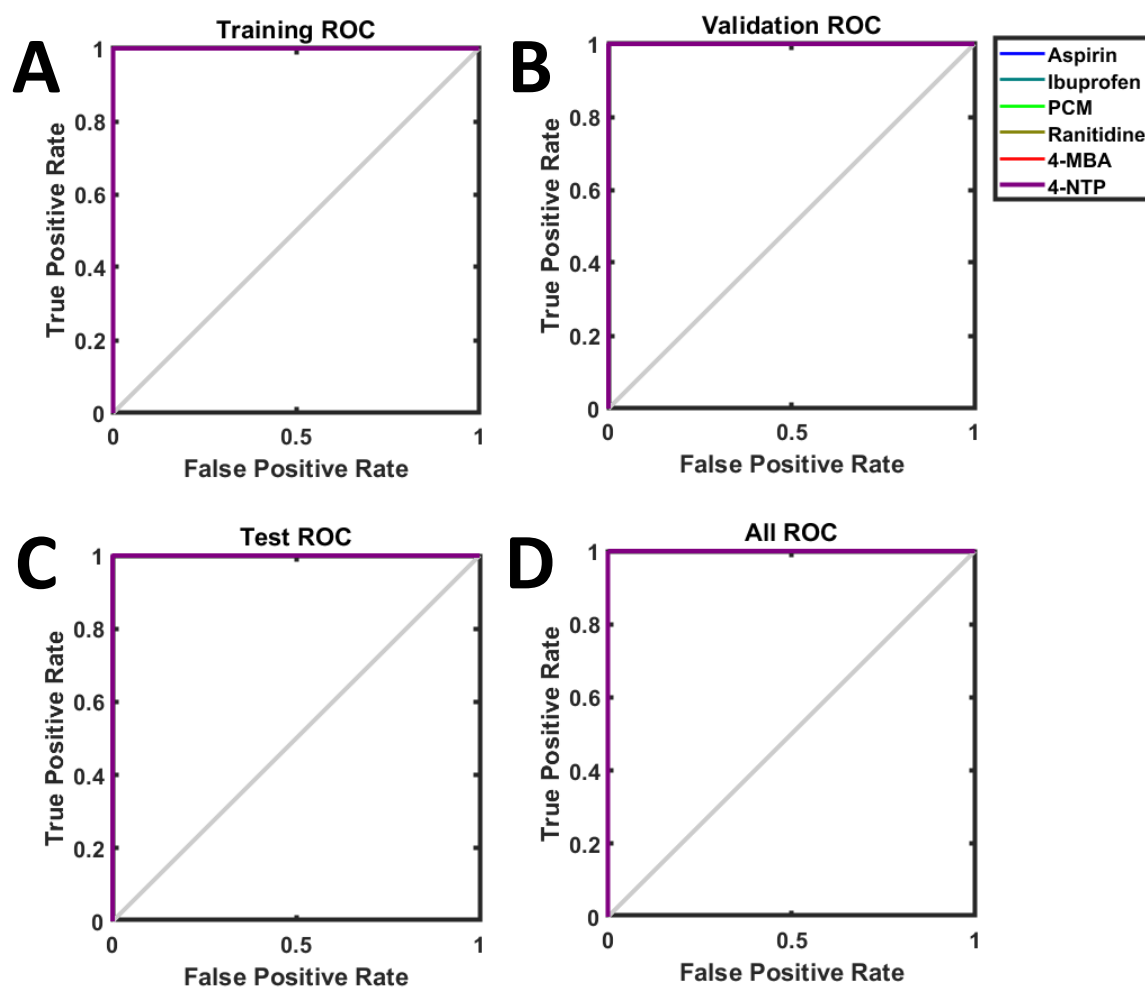 A
Training ROC
1
0.8
0.6
0.4
0.2
0
True Positive Rate
0
0.5
1
False Positive Rate
B
Validation ROC
1
0.8
0.6
0.4
0.2
0
True Positive Rate
0
0.5
1
False Positive Rate
Aspirin
Ibuprofen
PCM
Ranitidine
4-MBA
4-NTP
C
Test ROC
1
0.8
0.6
0.4
0.2
0
True Positive Rate
0
0.5
1
False Positive Rate
D
All ROC
1
0.8
0.6
0.4
0.2
0
True Positive Rate
0
0.5
1
False Positive Rate